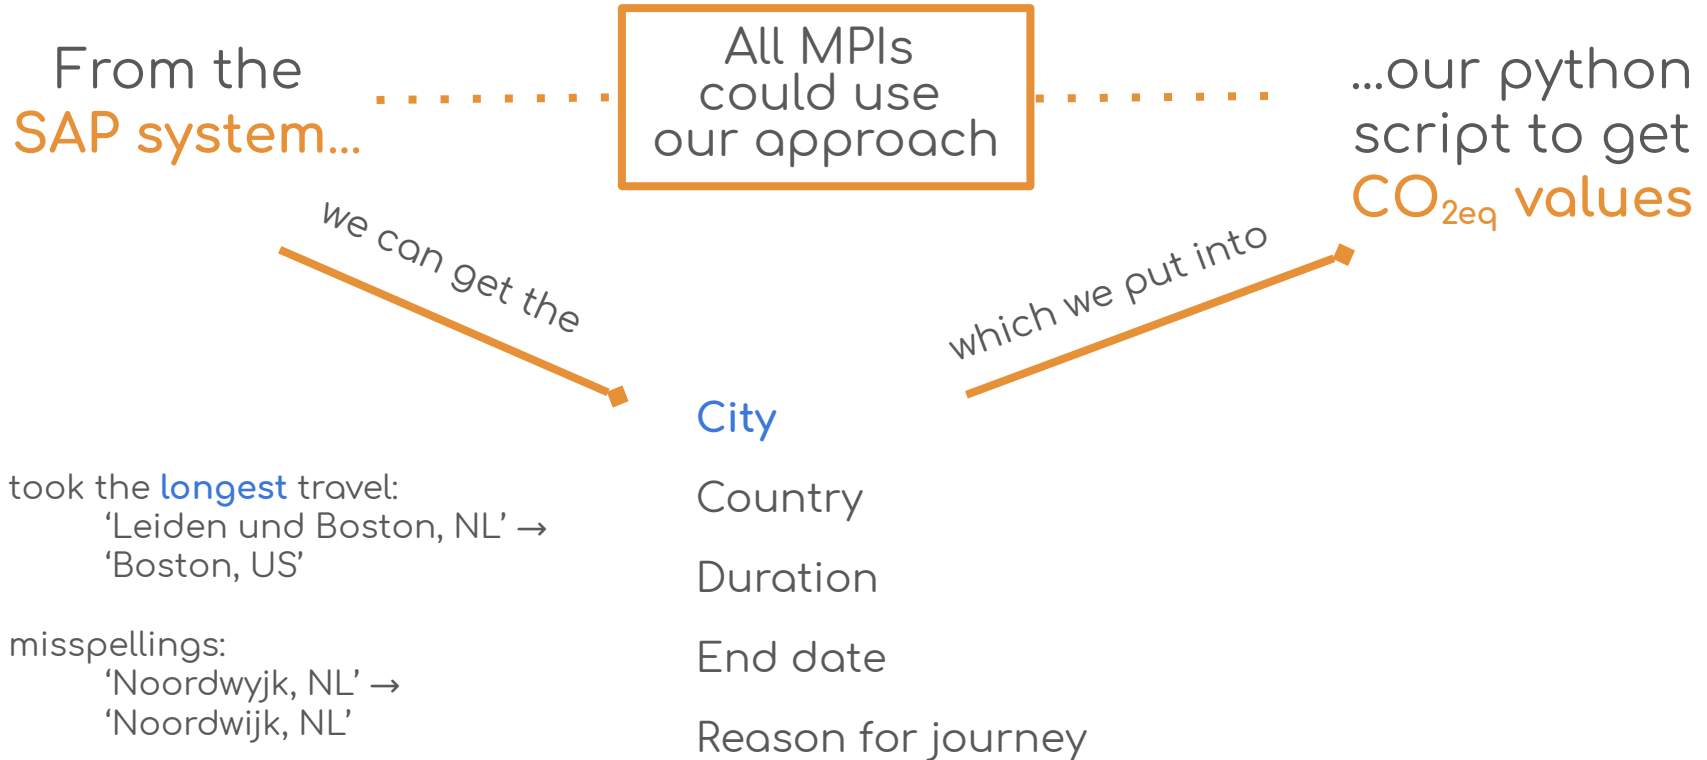 From the
SAP system...
All MPIs
could use
our approach
...our python
script to get
CO2eq values
we can get the
which we put into
City
Country
Duration
End date
Reason for journey
took the longest travel:
‘Leiden und Boston, NL’ →
‘Boston, US’
misspellings:
‘Noordwyjk, NL’ →
‘Noordwijk, NL’